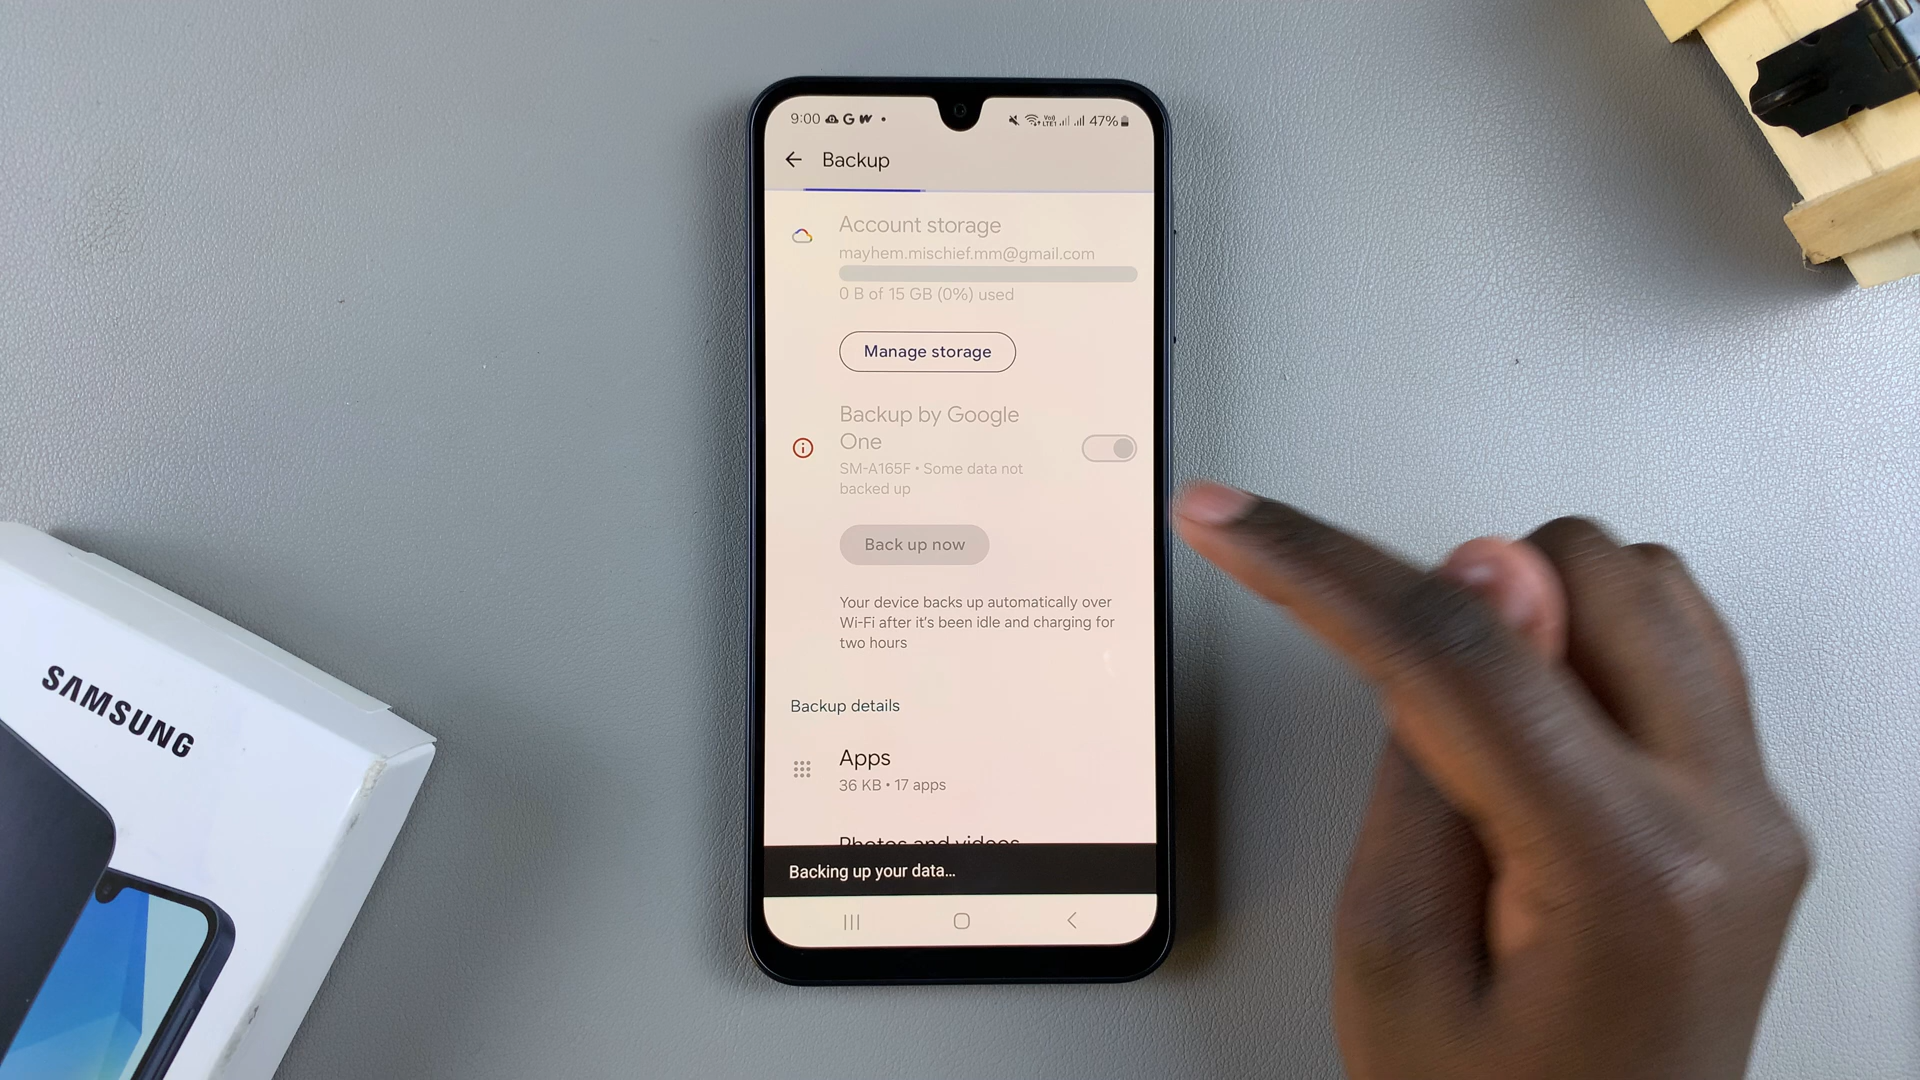 9:00
47%
Backup
Account storage
mayhem.mischief.mm@gmail.com
0 B of 15 GB (0%) used
Manage storage
Backup by Google
One
SM-A165F • Some data not
backed up
Back up now
Your device backs up automatically over
Wi-Fi after it's been idle and charging for
two hours
Backup details
Apps
36 KB • 17 apps
Photos and videos
Backing up your data...
SAMSUNG